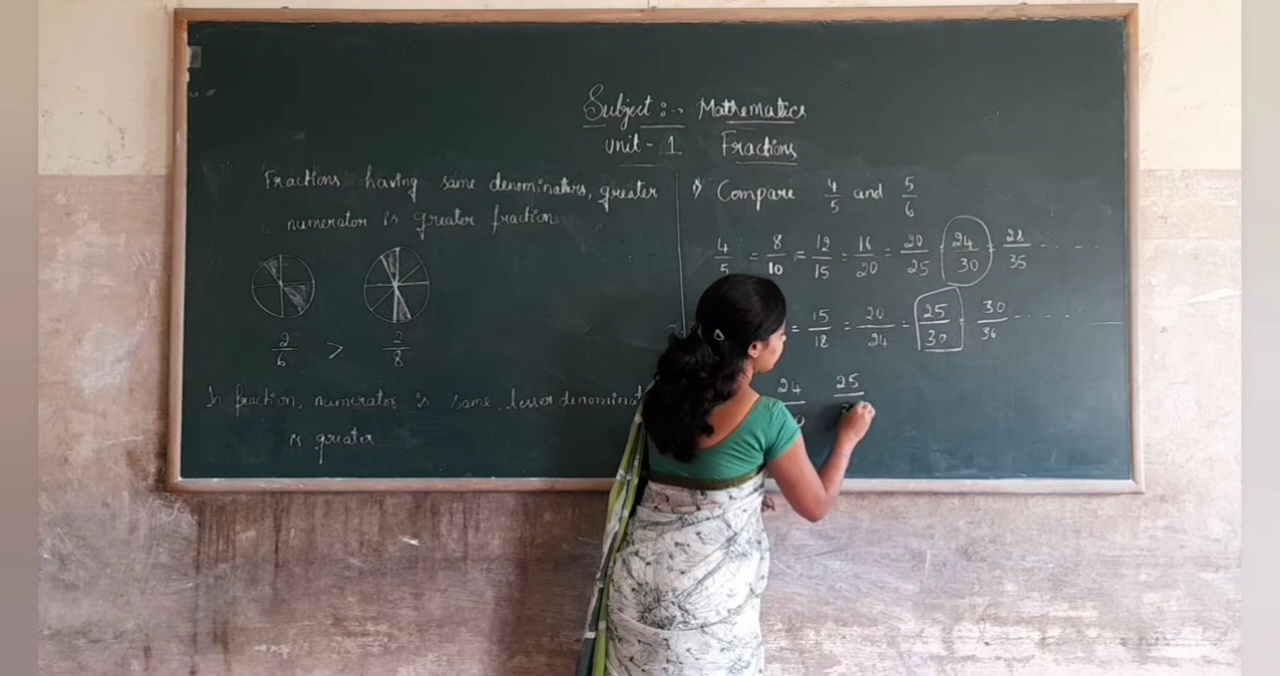 Subject :- Mathematics
Unit - 1 Fractions
Fractions having same denominators, greater
numerator is greater fraction
2/6 > 2/8
In fraction, numerator is same, lesser
is greater
1) Compare 4/5 and 5/6
4/5 = 8/10 = 12/15 = 16/20 = 20/25 = 24/30 = 28/35 ......
= 15/18 = 20/24 = 25/30 = 30/36 ......
24 25